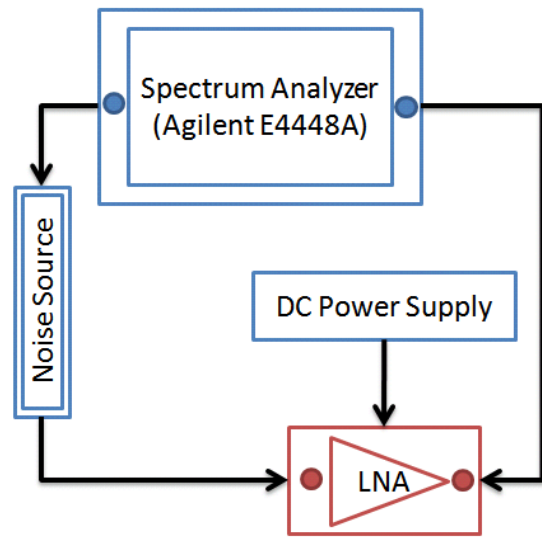 Spectrum Analyzer
(Agilent E4448A)
Noise Source
DC Power Supply
LNA